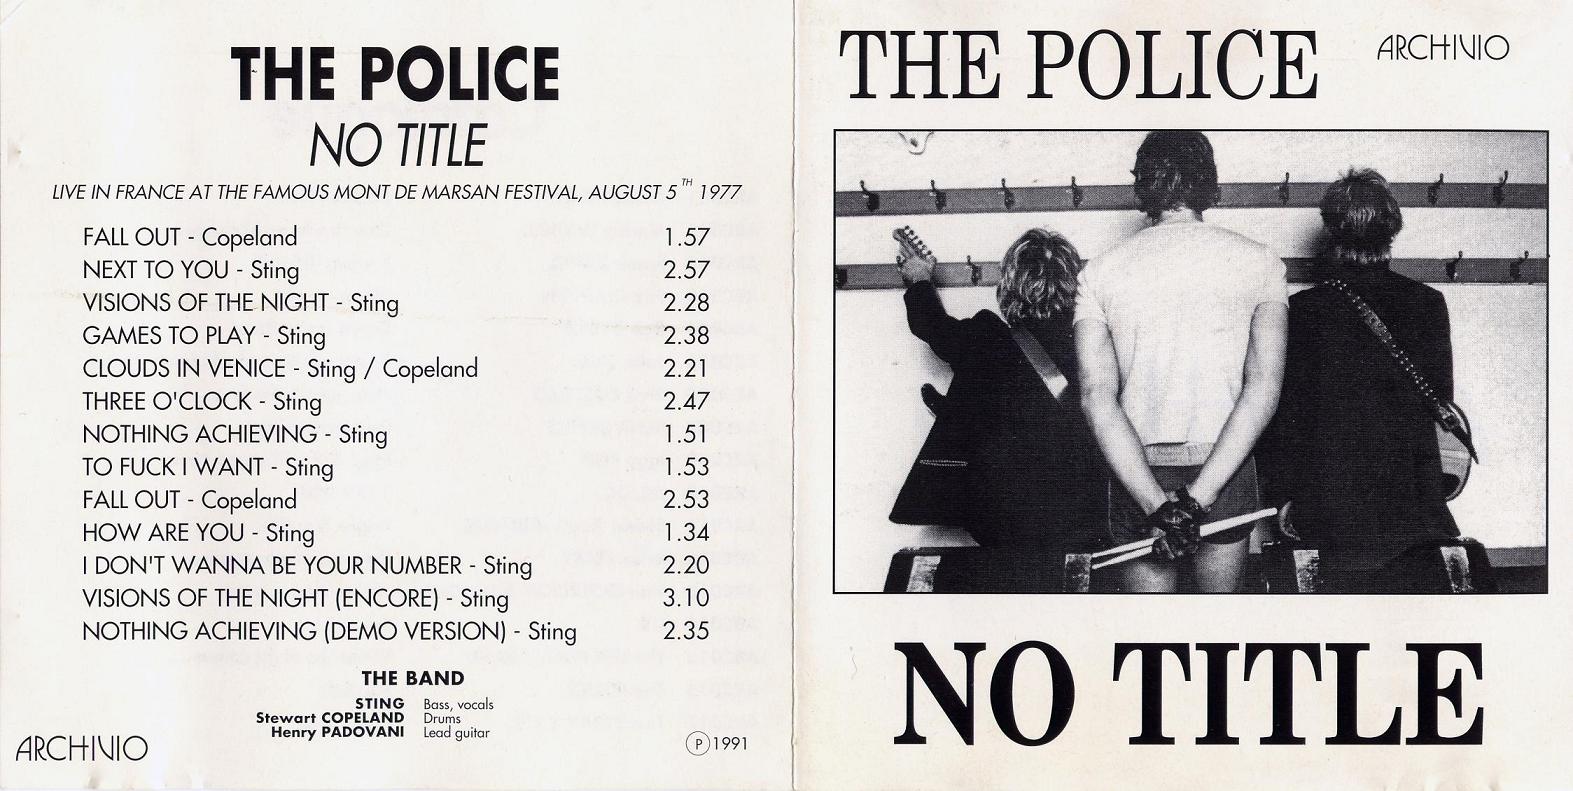 THE POLICE
NO TITLE
LIVE IN FRANCE AT THE FAMOUS MONT DE MARSAN FESTIVAL, AUGUST 5TH 1977
FALL OUT - Copeland 1.57
NEXT TO YOU - Sting 2.57
VISIONS OF THE NIGHT - Sting 2.28
GAMES TO PLAY - Sting 2.38
CLOUDS IN VENICE - Sting / Copeland 2.21
THREE O'CLOCK - Sting 2.47
NOTHING ACHIEVING - Sting 1.51
TO FUCK I WANT - Sting 1.53
FALL OUT - Copeland 2.53
HOW ARE YOU - Sting 1.34
I DON'T WANNA BE YOUR NUMBER - Sting 2.20
VISIONS OF THE NIGHT (ENCORE) - Sting 3.10
NOTHING ACHIEVING (DEMO VERSION) - Sting 2.35
THE BAND
STING Bass, vocals
Stewart COPELAND Drums
Henry PADOVANI Lead guitar
ARCHIVIO
℗ 1991
THE POLICE
ARCHIVIO
NO TITLE